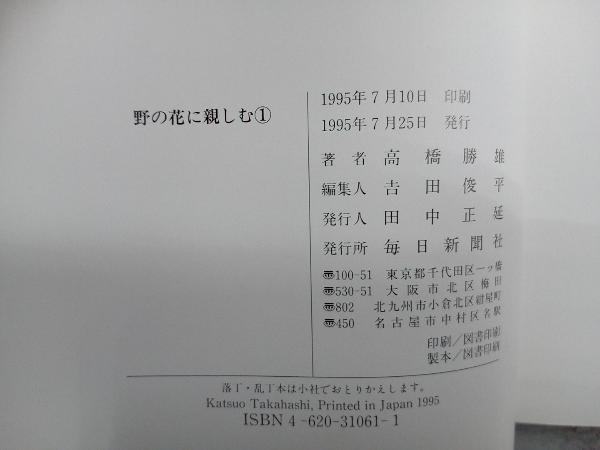 野の花に親しむ①
1995年7月10日 印刷
1995年7月25日 発行
著者 高橋勝雄
編集人 吉田俊平
発行人 田中正延
発行所 毎日新聞社
〠100-51 東京都千代田区一ッ橋
〠530-51 大阪市北区梅田
〠802 北九州市小倉北区紺屋町
〠450 名古屋市中村区名駅
印刷/図書印刷
製本/図書印刷
落丁・乱丁本は小社でおとりかえします。
Katsuo Takahashi, Printed in Japan 1995
ISBN 4-620-31061-1